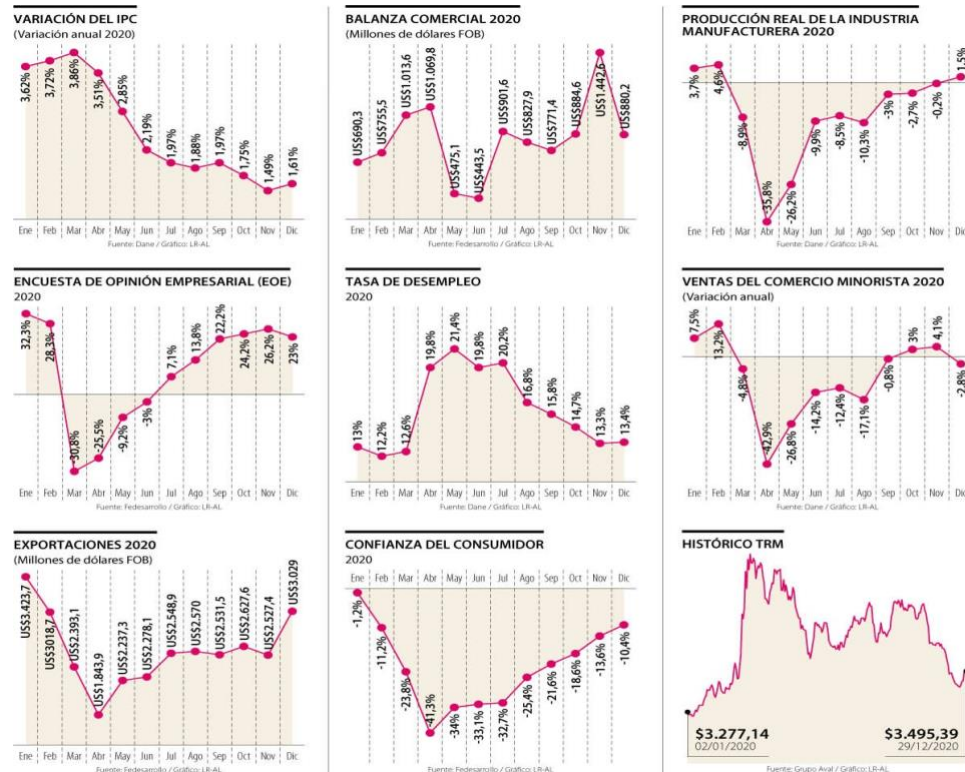 VARIACIÓN DEL IPC
(Variación anual 2020)
3,62%
3,72%
3,86%
3,51%
2,85%
2,19%
1,97%
1,88%
1,97%
1,75%
1,49%
1,61%
Ene Feb Mar Abr May Jun Jul Ago Sep Oct Nov Dic
Fuente: Dane / Gráfico: LR-AL
BALANZA COMERCIAL 2020
(Millones de dólares FOB)
US$690,3
US$755,5
US$1.013,6
US$1.069,8
US$475,1
US$443,5
US$901,6
US$827,9
US$771,4
US$884,6
US$1.442,6
US$880,2
Ene Feb Mar Abr May Jun Jul Ago Sep Oct Nov Dic
Fuente: Fedesarrollo / Gráfico: LR-AL
PRODUCCIÓN REAL DE LA INDUSTRIA
MANUFACTURERA 2020
3,7%
4,6%
-8,9%
-35,8%
-26,2%
-9,9%
-8,5%
-10,3%
-3%
-2,7%
-0,2%
1,5%
Ene Feb Mar Abr May Jun Jul Ago Sep Oct Nov Dic
Fuente: Dane / Gráfico: LR-AL
ENCUESTA DE OPINIÓN EMPRESARIAL (EOE)
2020
32,3%
28,3%
-30,8%
-25,5%
-9,2%
-3%
7,1%
13,8%
22,2%
24,2%
26,2%
23%
Ene Feb Mar Abr May Jun Jul Ago Sep Oct Nov Dic
Fuente: Fedesarrollo / Gráfico: LR-AL
TASA DE DESEMPLEO
2020
13%
12,2%
12,6%
19,8%
21,4%
19,8%
20,2%
16,8%
15,8%
14,7%
13,3%
13,4%
Ene Feb Mar Abr May Jun Jul Ago Sep Oct Nov Dic
Fuente: Dane / Gráfico: LR-AL
VENTAS DEL COMERCIO MINORISTA 2020
(Variación anual)
7,5%
13,2%
-4,8%
-42,9%
-26,8%
-14,2%
-12,4%
-17,1%
-0,8%
3%
4,1%
-2,8%
Ene Feb Mar Abr May Jun Jul Ago Sep Oct Nov Dic
Fuente: Dane / Gráfico: LR-AL
EXPORTACIONES 2020
(Millones de dólares FOB)
US$3.423,7
US$3018,7
US$2.393,1
US$1.843,9
US$2.237,3
US$2.278,1
US$2.548,9
US$2.570
US$2.531,5
US$2.627,6
US$2.527,4
US$3.029
Ene Feb Mar Abr May Jun Jul Ago Sep Oct Nov Dic
Fuente: Fedesarrollo / Gráfico: LR-AL
CONFIANZA DEL CONSUMIDOR
2020
Ene Feb Mar Abr May Jun Jul Ago Sep Oct Nov Dic
-1,2%
-11,2%
-23,8%
-41,3%
-34%
-33,1%
-32,7%
-25,4%
-21,6%
-18,6%
-13,6%
-10,4%
Fuente: Fedesarrollo / Gráfico: LR-AL
HISTÓRICO TRM
$3.277,14
02/01/2020
$3.495,39
29/12/2020
Fuente: Grupo Aval / Gráfico: LR-AL